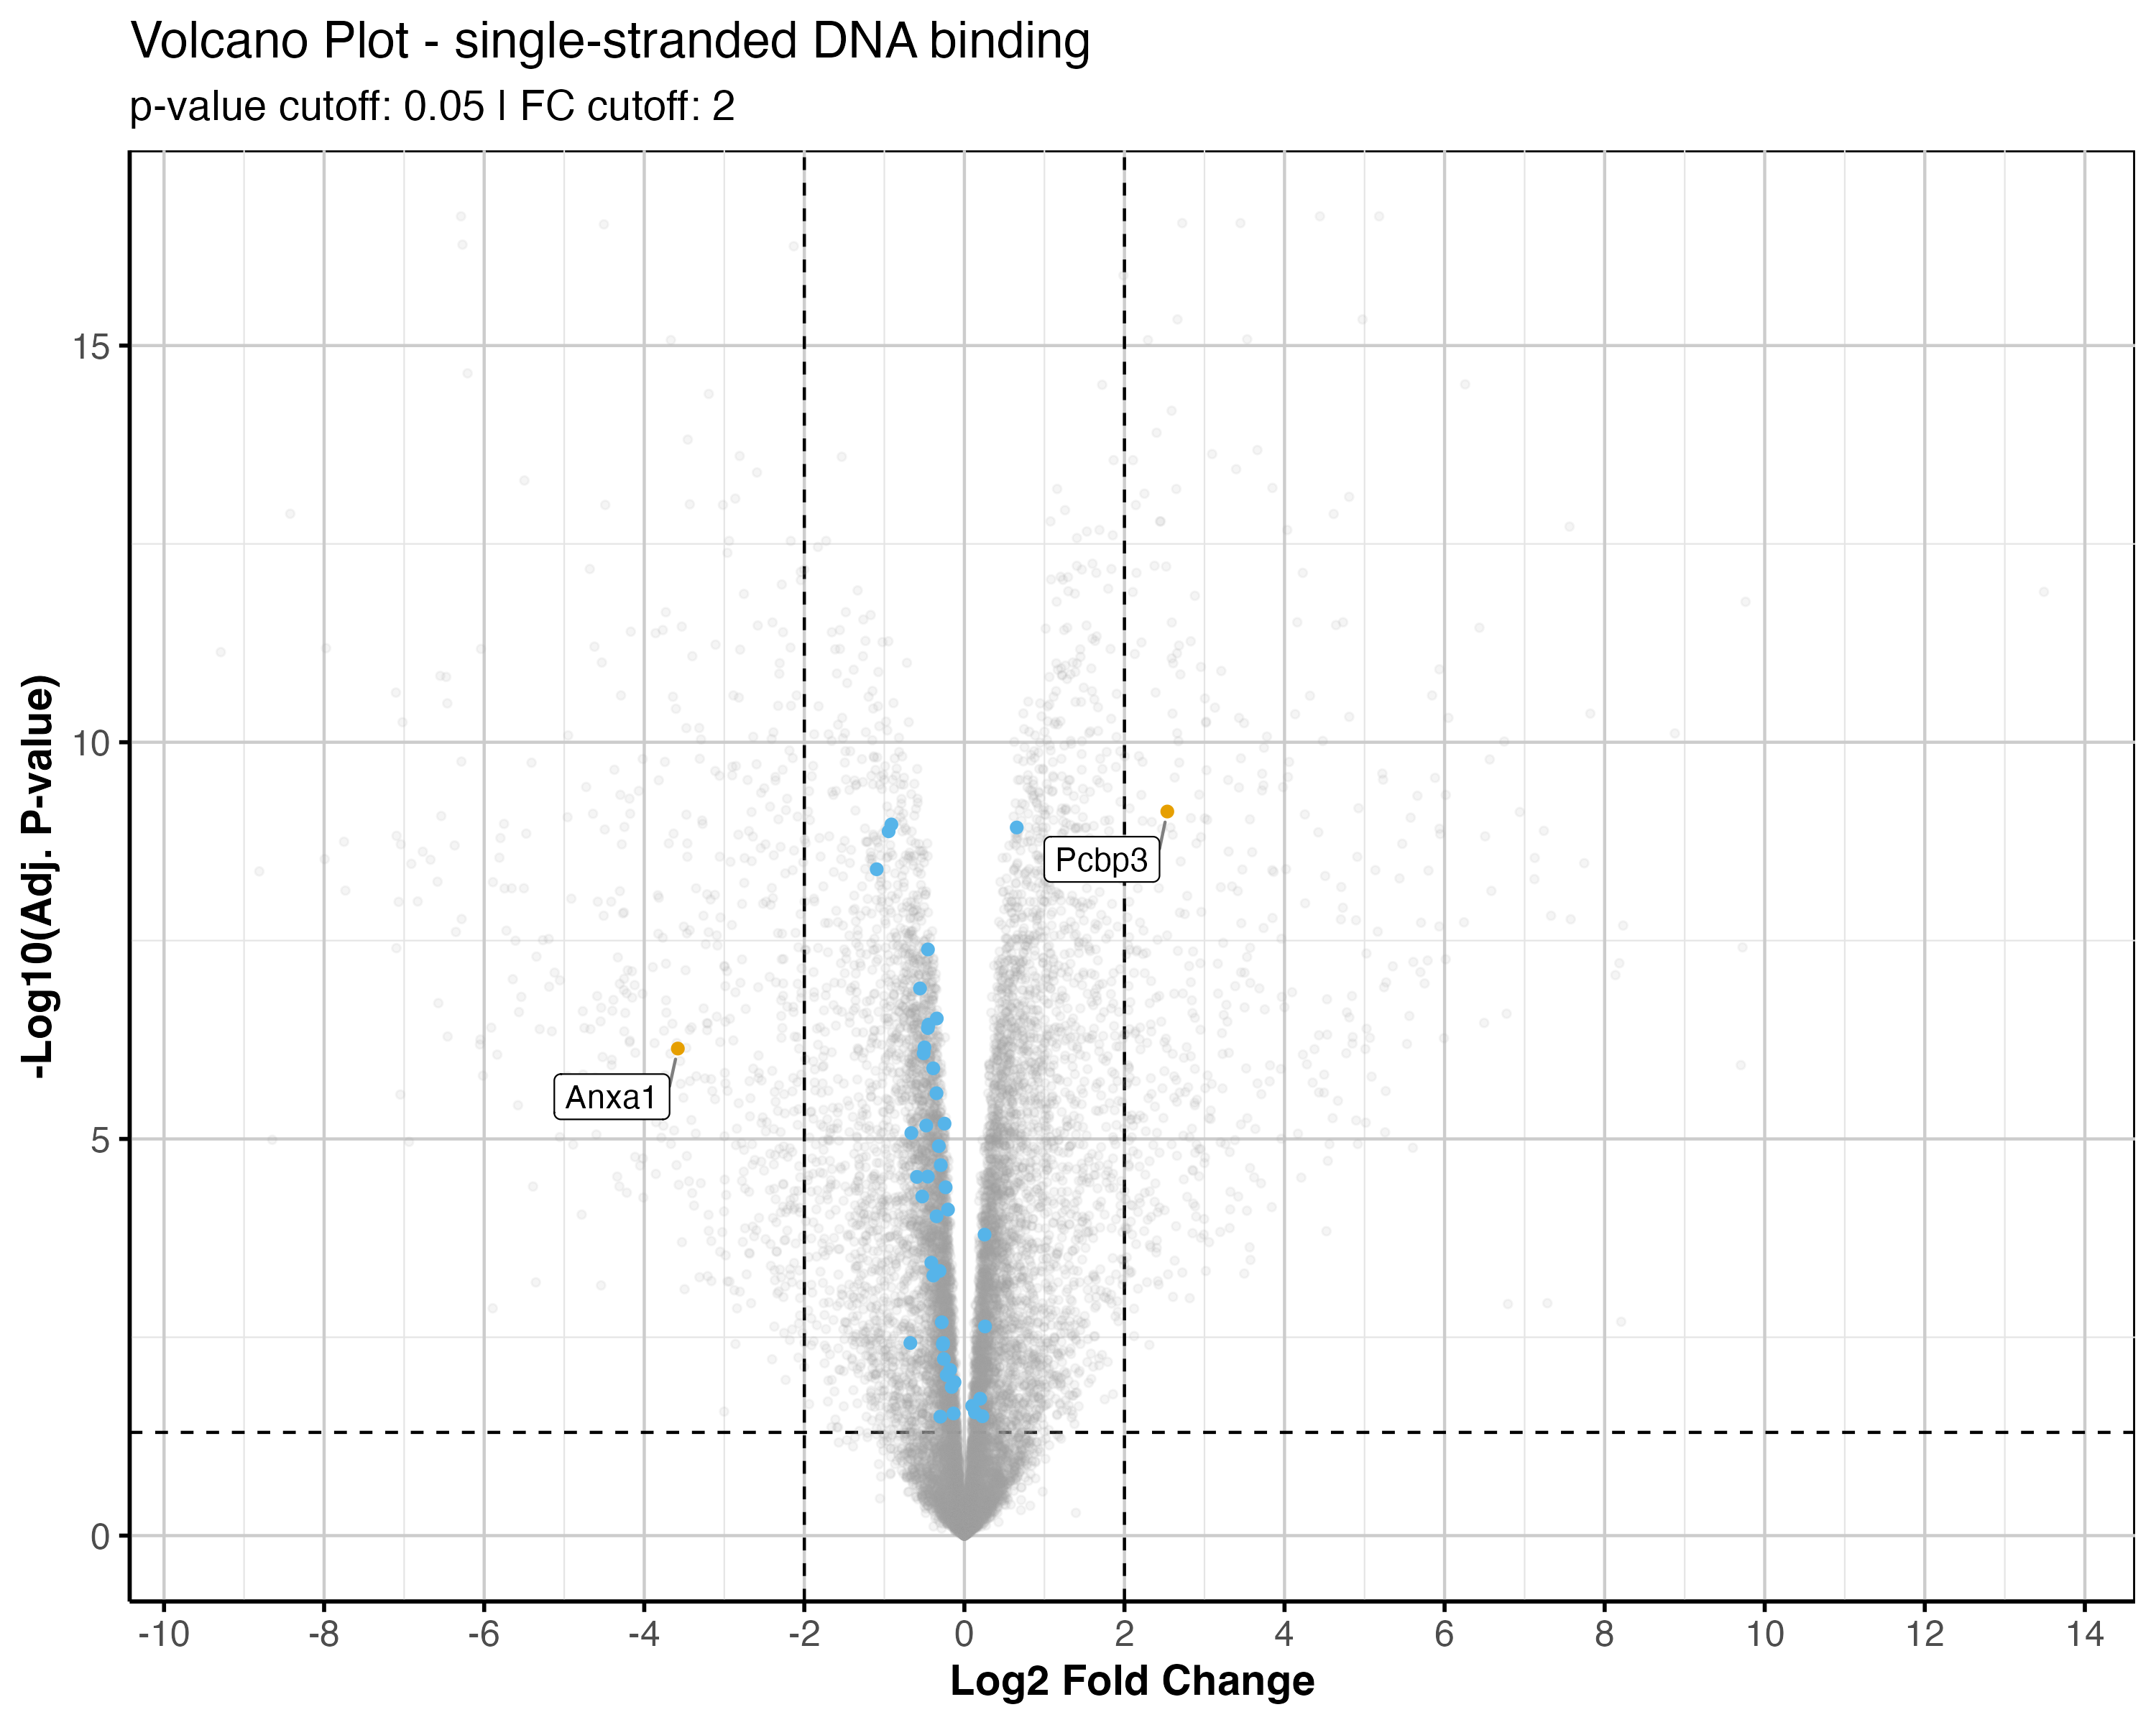 Volcano Plot - single-stranded DNA binding
p-value cutoff: 0.05 | FC cutoff: 2
-Log10(Adj. P-value)
15
10
5
0
Pcbp3
Anxa1
-10 -8 -6 -4 -2 0 2 4 6 8 10 12 14
Log2 Fold Change